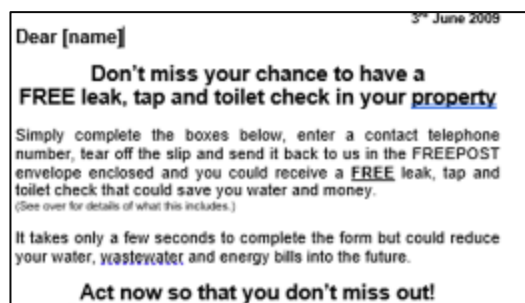 3rd June 2009
Dear [name]
Don't miss your chance to have a
FREE leak, tap and toilet check in your property
Simply complete the boxes below, enter a contact telephone
number, tear off the slip and send it back to us in the FREEPOST
envelope enclosed and you could receive a FREE leak, tap and
toilet check that could save you water and money.
(See over for details of what this includes.)
It takes only a few seconds to complete the form but could reduce
your water, wastewater and energy bills into the future.
Act now so that you don't miss out!